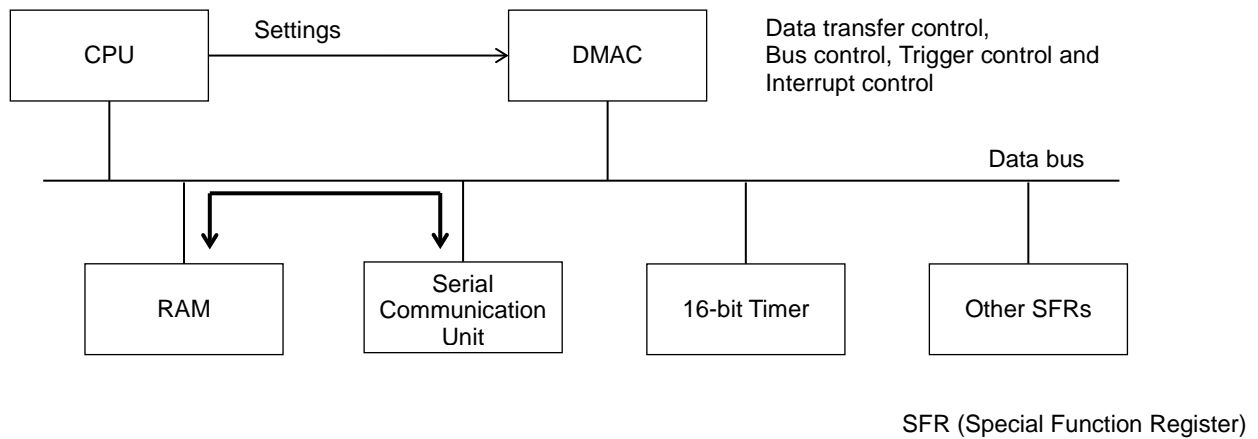 CPU
Settings
DMAC
Data transfer control,
Bus control, Trigger control and
Interrupt control
Data bus
RAM
Serial
Communication
Unit
16-bit Timer
Other SFRs
SFR (Special Function Register)